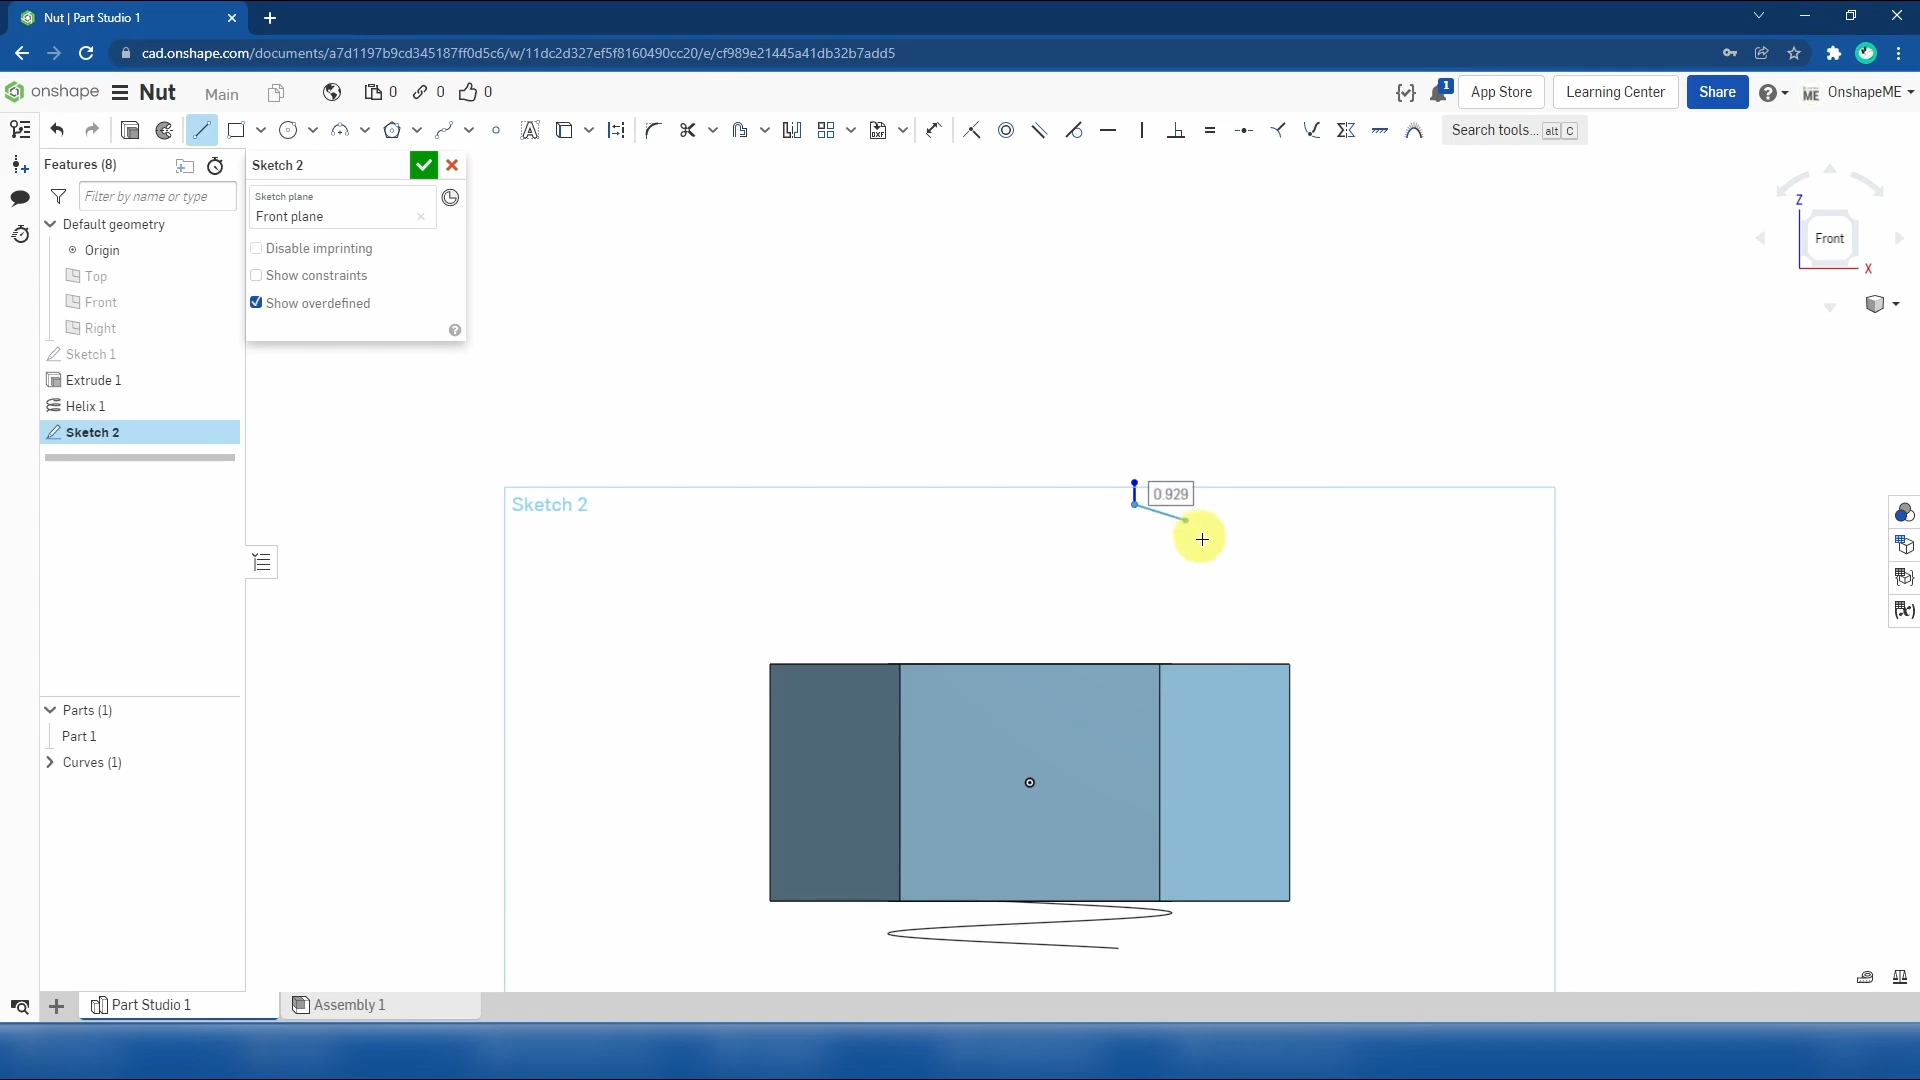 Nut | Part Studio 1
cad.onshape.com/documents/a7d1197b9cd345187ff0d5c6/w/11dc2d327ef5f8160490cc20/e/cf989e21445a41db32b7add5
onshape Nut Main 0 0 0 1 App Store Learning Center Share ME OnshapeME
Search tools... alt C
Features (8)
Filter by name or type
Default geometry
Origin
Top
Front
Right
Sketch 1
Extrude 1
Helix 1
Sketch 2
Parts (1)
Part 1
Curves (1)
Sketch 2
Sketch plane
Front plane
Disable imprinting
Show constraints
Show overdefined
Z
Front
X
Sketch 2
0.929
Part Studio 1
Assembly 1